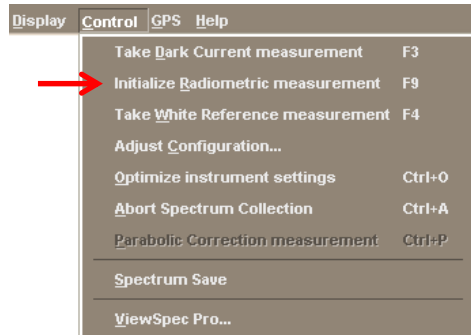 Display Control GPS Help
Take Dark Current measurement F3
Initialize Radiometric measurement F9
Take White Reference measurement F4
Adjust Configuration...
Optimize instrument settings Ctrl+O
Abort Spectrum Collection Ctrl+A
Parabolic Correction measurement Ctrl+P
Spectrum Save
ViewSpec Pro...